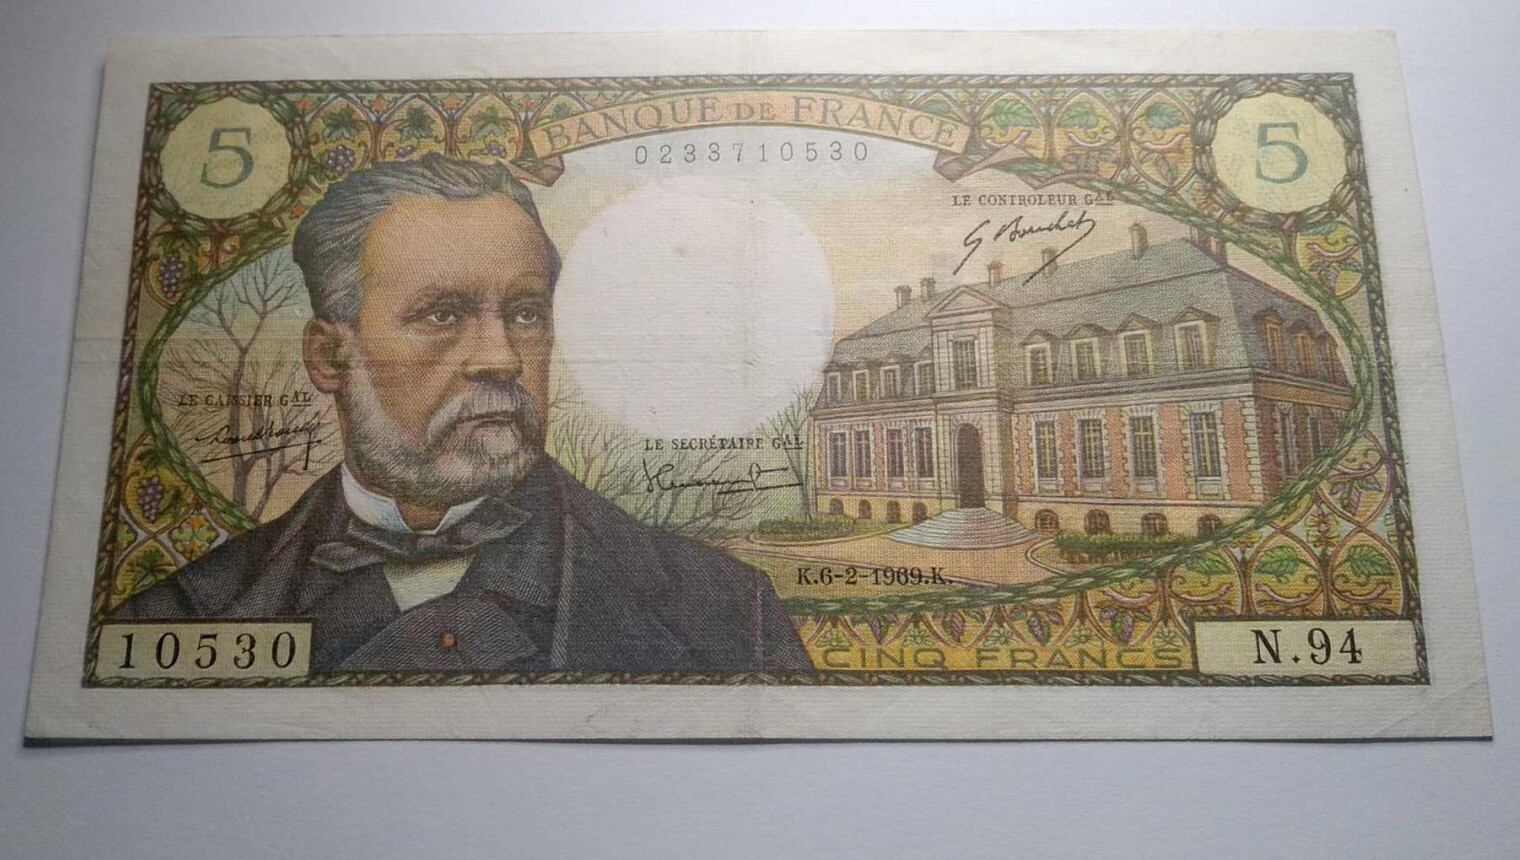 BANQUE DE FRANCE
5
5
0233710530
LE CONTROLEUR GAL
G Bouchet
LE CAISSIER GAL
LE SECRÉTAIRE GAL
K.6-2-1969.K.
10530
CINQ FRANCS
N.94